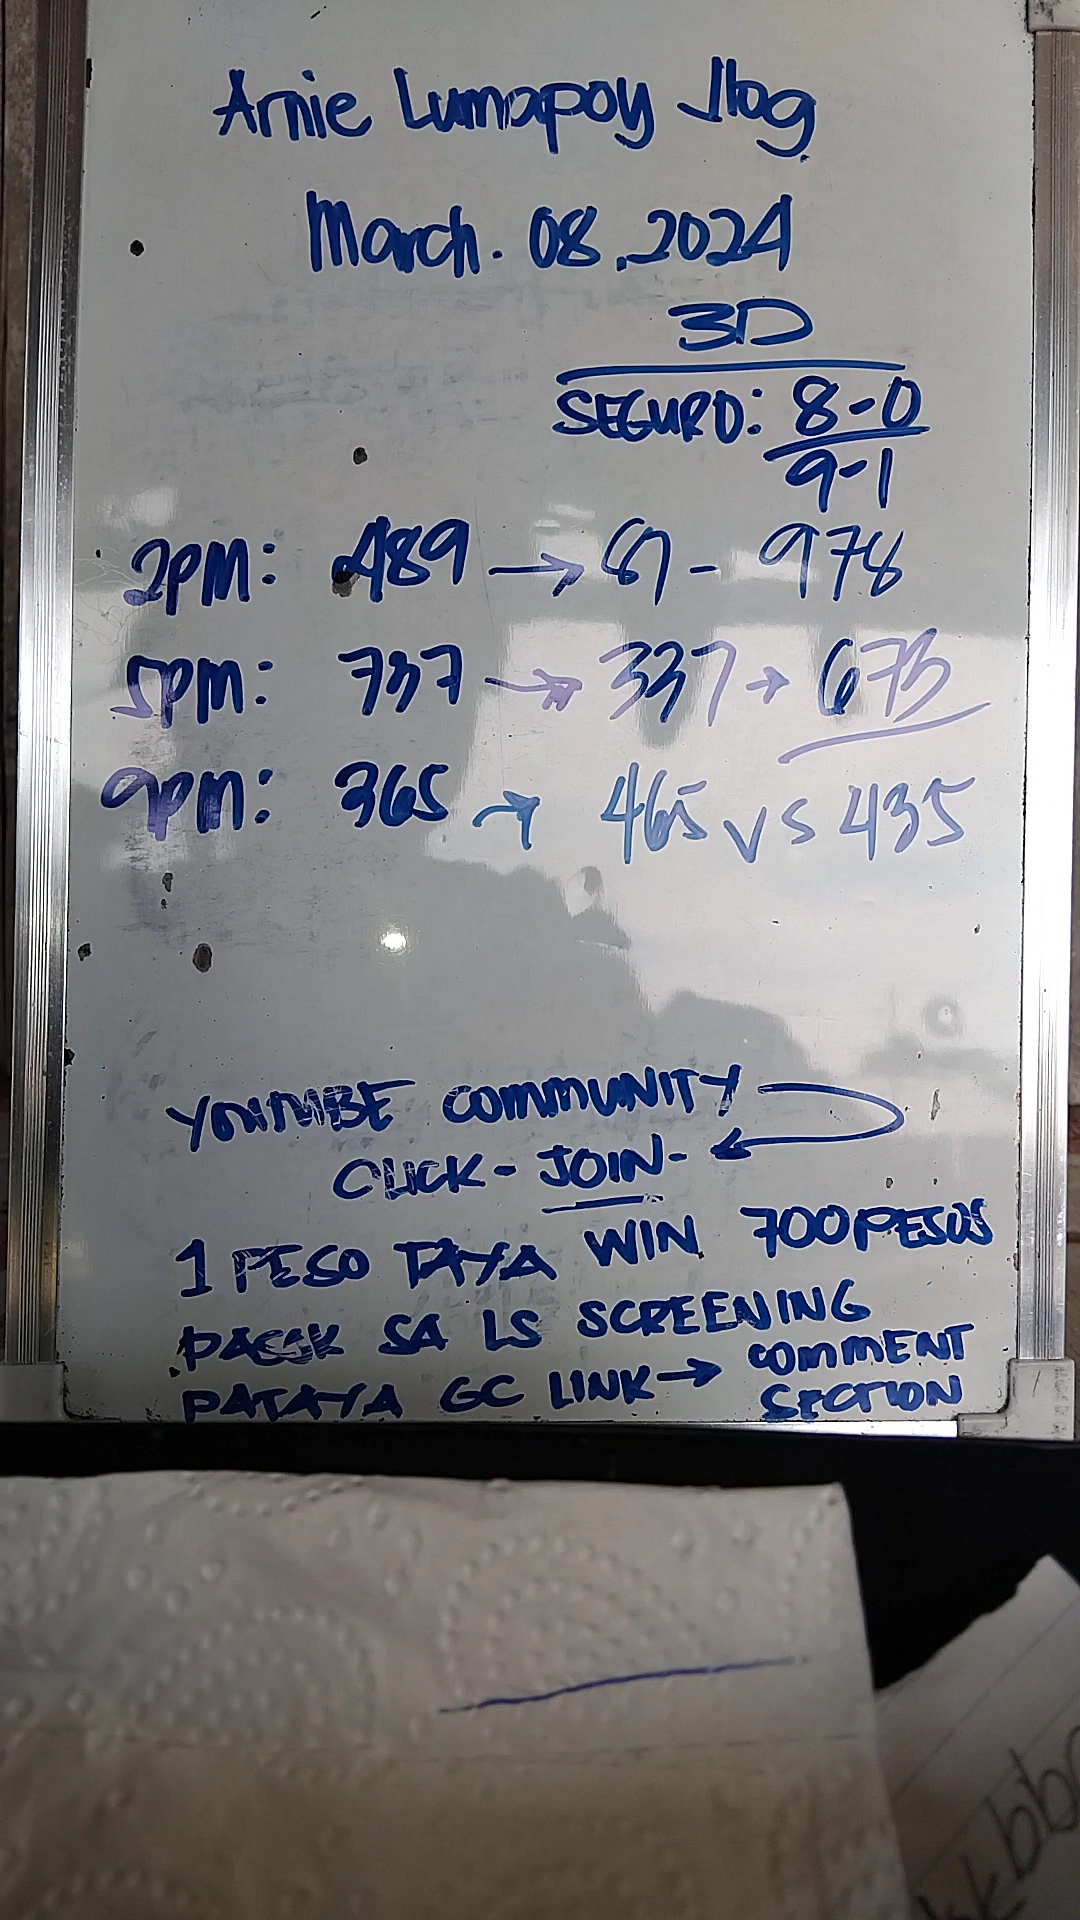 Arnie Lumapoy Vlog
March. 08, 2024
3D
SEGURO: 8-0
9-1
2PM: 489 → 87 - 978
5PM: 737 → 337 → 673
9PM: 365 → 465 VS 435
YOUTUBE COMMUNITY
CLICK - JOIN -
1 PESO TAYA WIN 700 PESOS
PASOK SA LS SCREENING
PATAYA GC LINK → COMMENT
SECTION